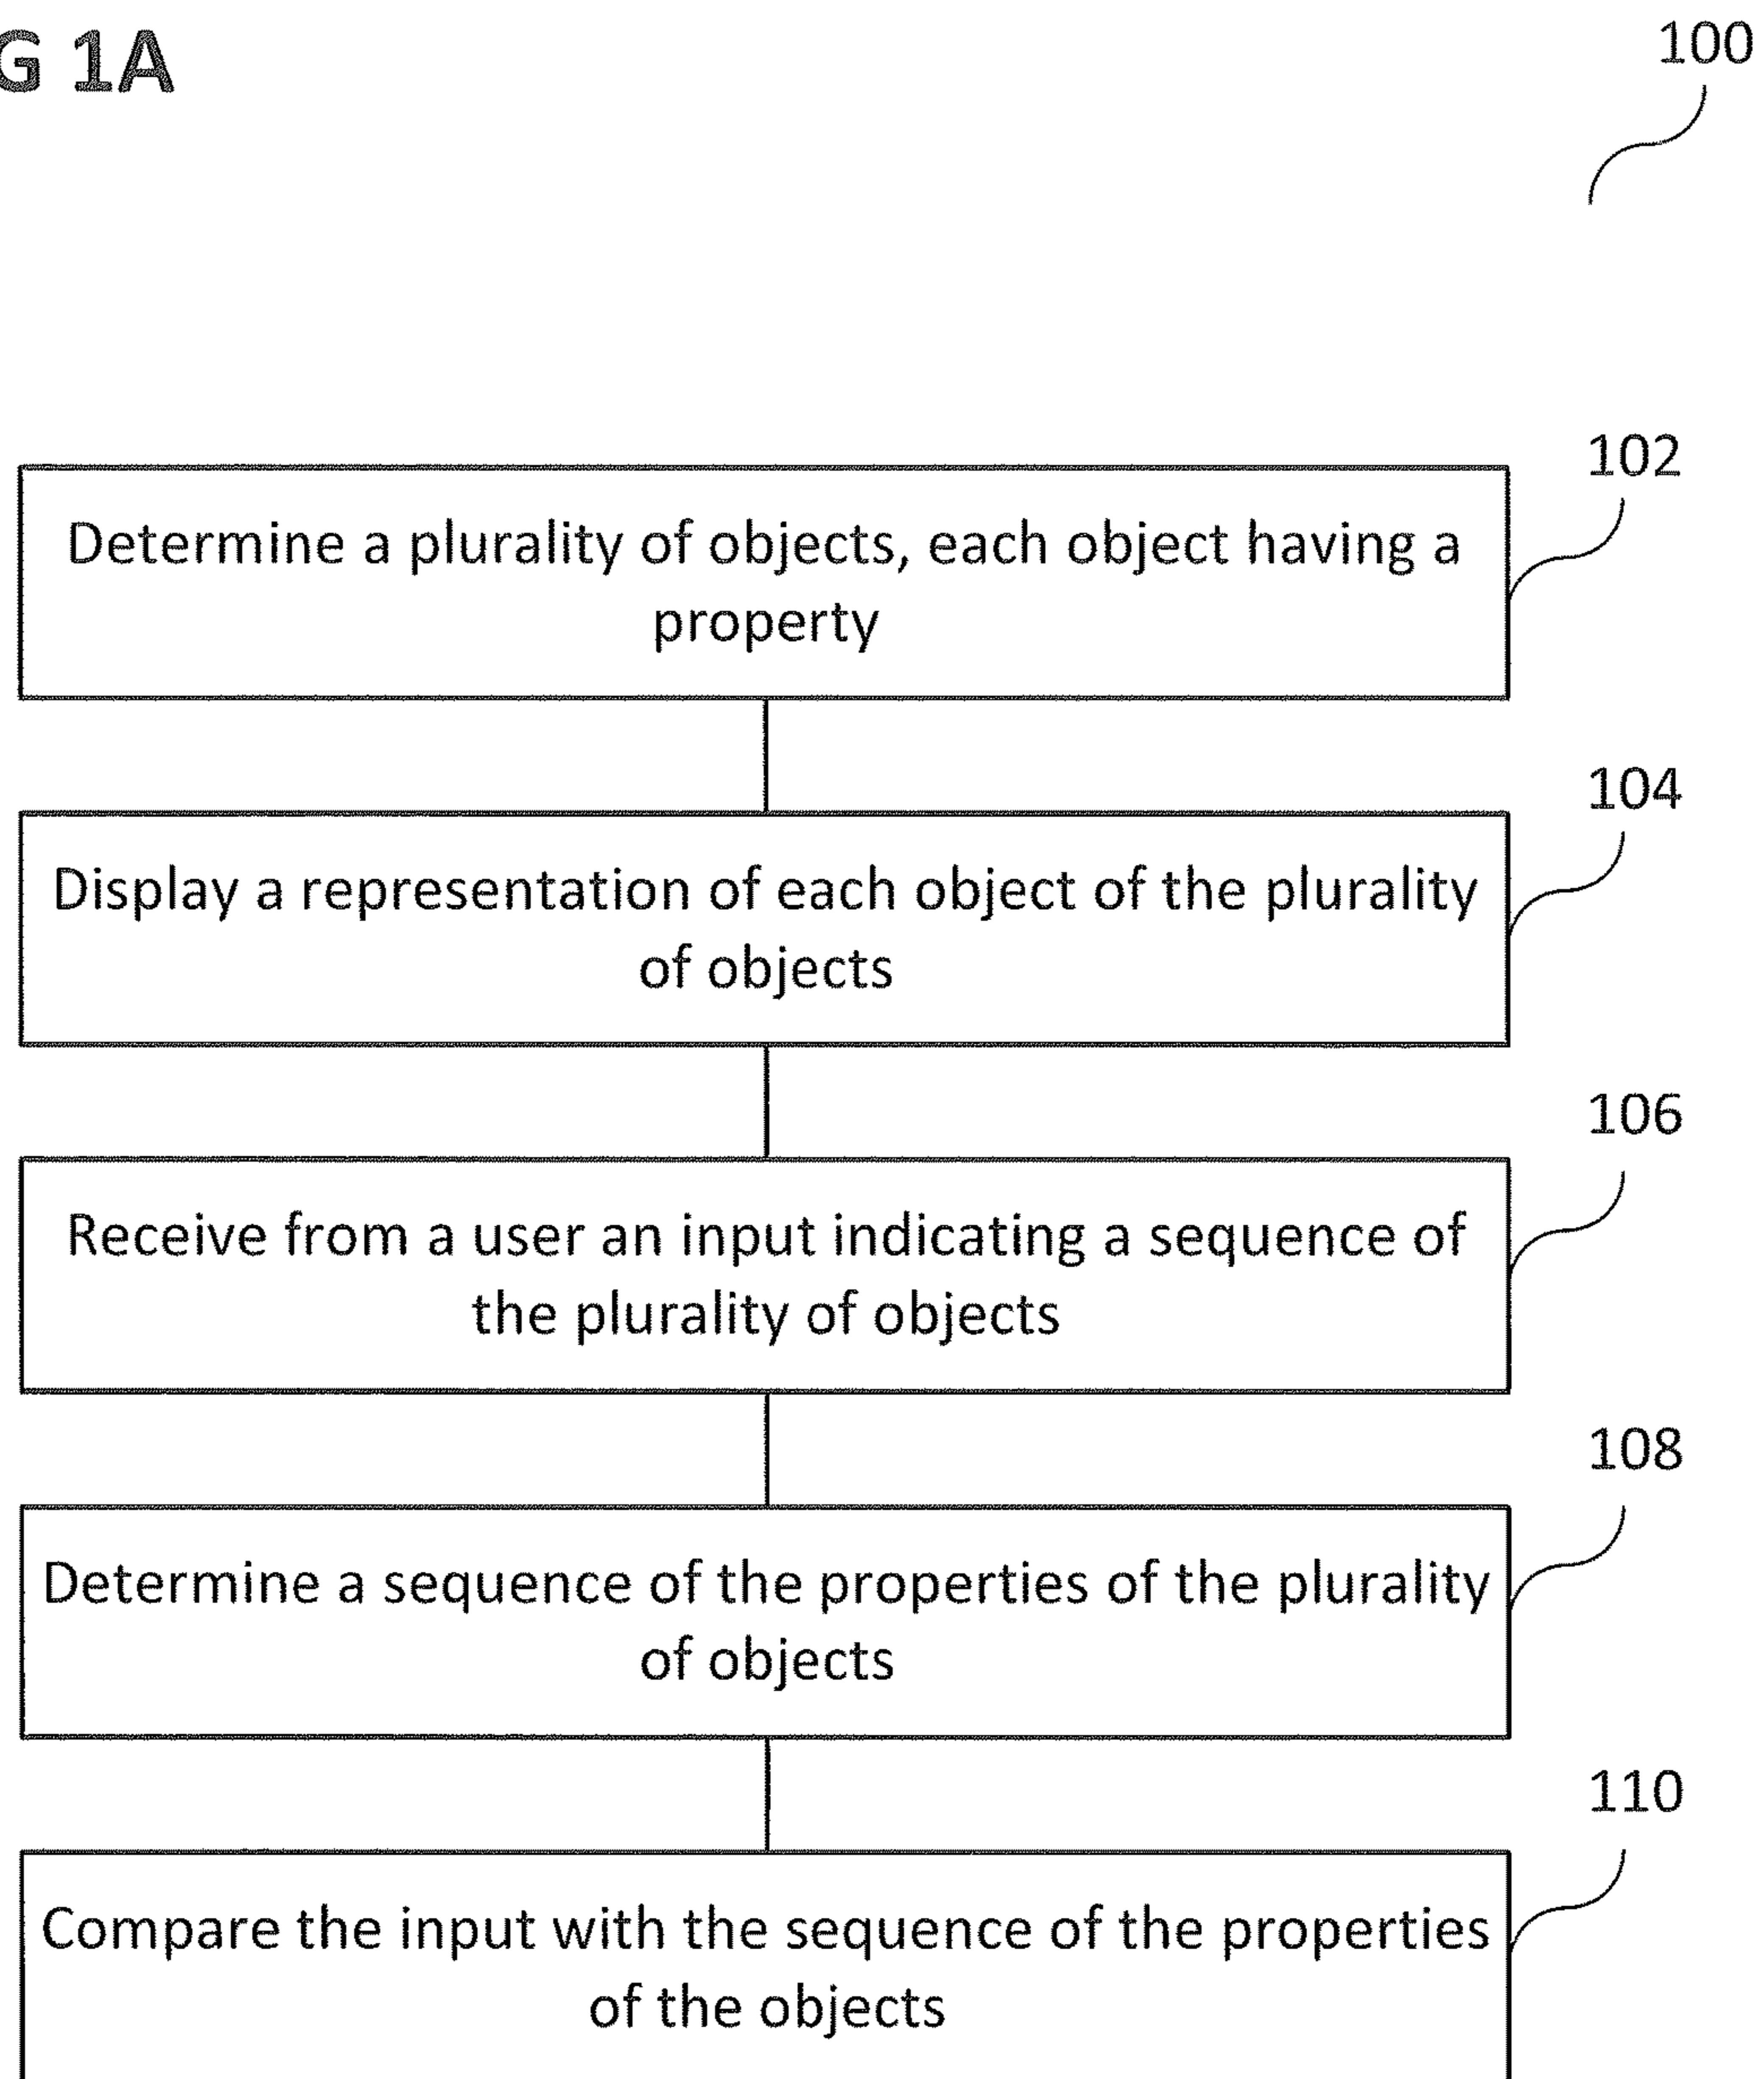 G 1A
100
102
Determine a plurality of objects, each object having a
property
104
Display a representation of each object of the plurality
of objects
106
Receive from a user an input indicating a sequence of
the plurality of objects
108
Determine a sequence of the properties of the plurality
of objects
110
Compare the input with the sequence of the properties
of the objects